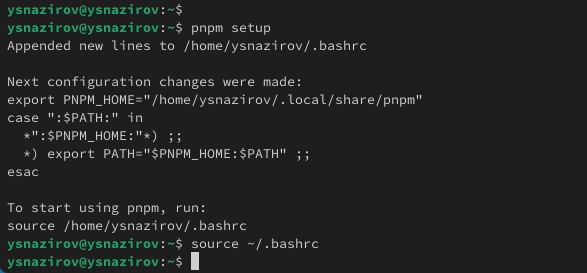 ysnazirov@ysnazirov:~$
ysnazirov@ysnazirov:~$ pnpm setup
Appended new lines to /home/ysnazirov/.bashrc

Next configuration changes were made:
export PNPM_HOME="/home/ysnazirov/.local/share/pnpm"
case ":$PATH:" in
  *":$PNPM_HOME:"*) ;;
  *) export PATH="$PNPM_HOME:$PATH" ;;
esac

To start using pnpm, run:
source /home/ysnazirov/.bashrc
ysnazirov@ysnazirov:~$ source ~/.bashrc
ysnazirov@ysnazirov:~$